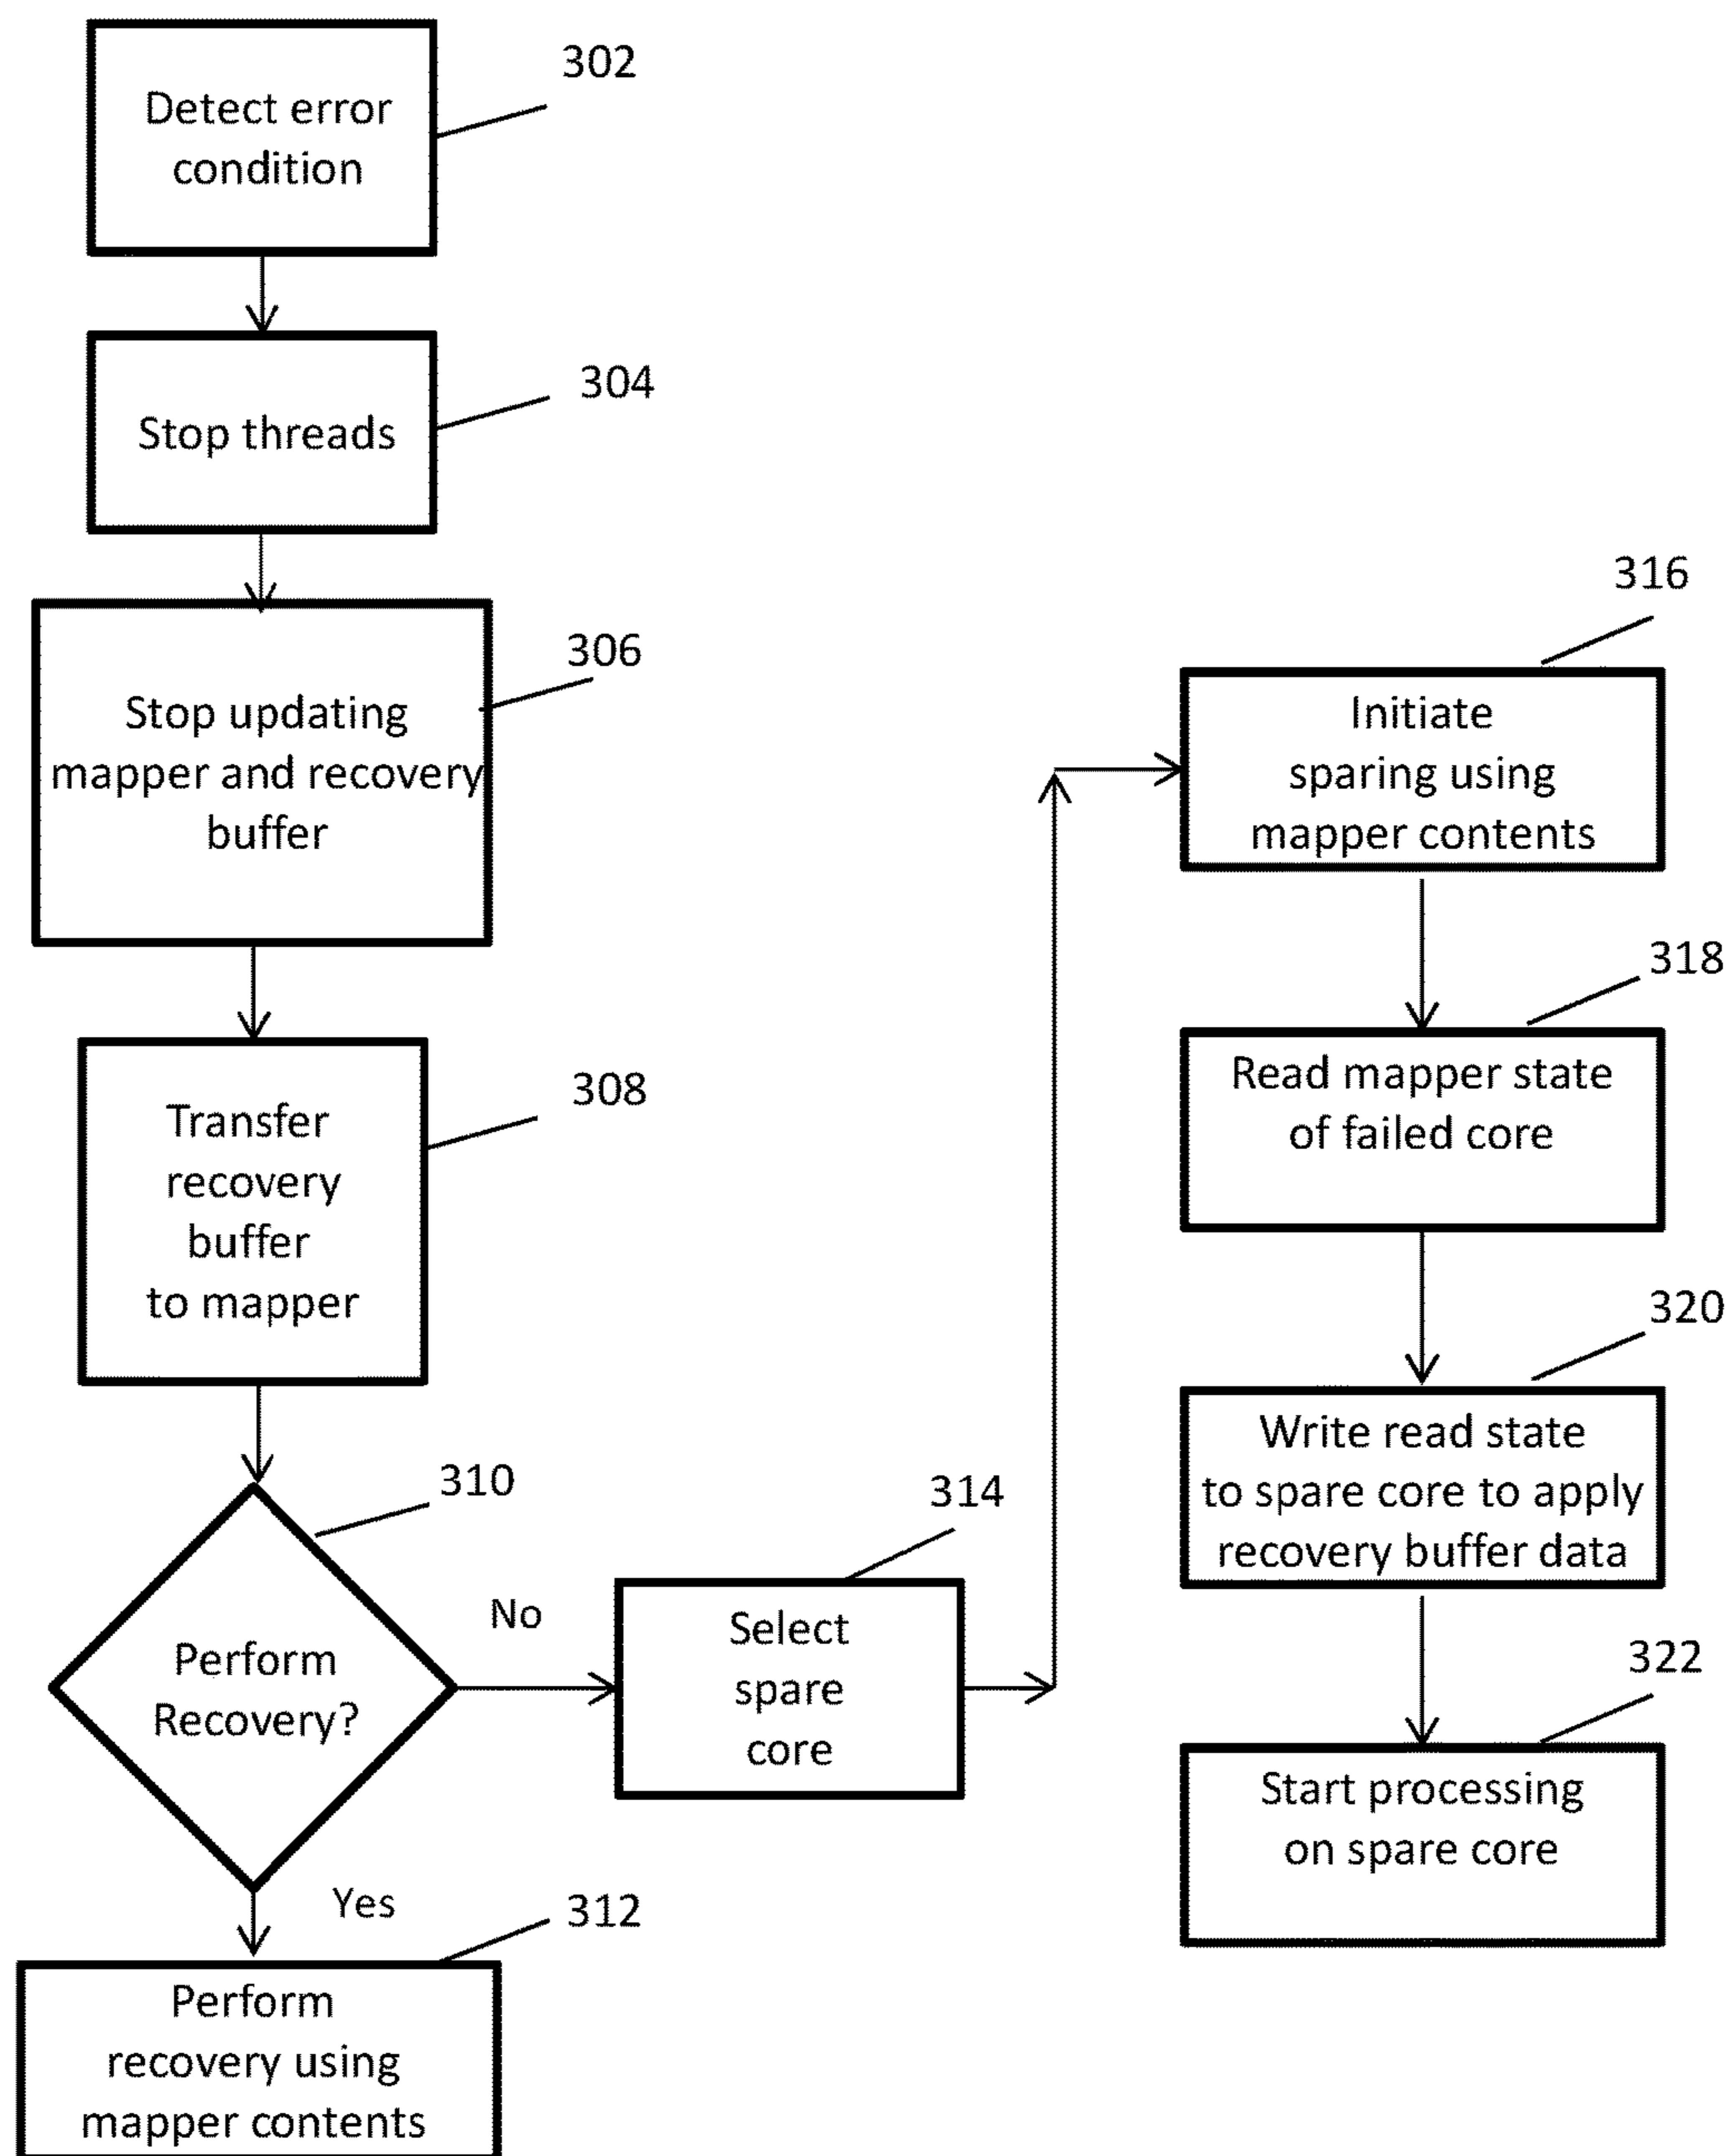 302
Detect error
condition
304
Stop threads
306
Stop updating
mapper and recovery
buffer
308
Transfer
recovery
buffer
to mapper
310
Perform
Recovery?
No
Yes
312
Perform
recovery using
mapper contents
314
Select
spare
core
316
Initiate
sparing using
mapper contents
318
Read mapper state
of failed core
320
Write read state
to spare core to apply
recovery buffer data
322
Start processing
on spare core